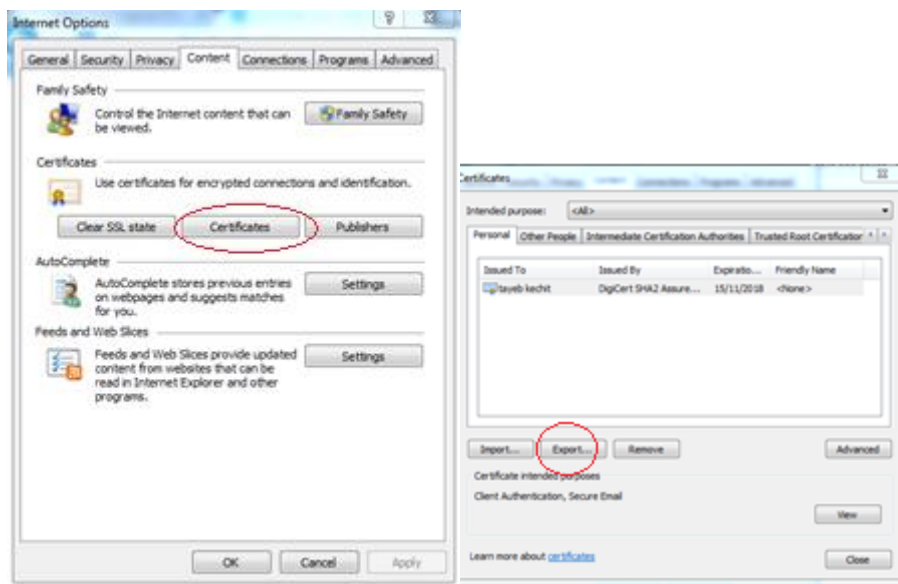 Internet Options
General Security Privacy Content Connections Programs Advanced
Family Safety
Control the Internet content that can
be viewed.
Family Safety
Certificates
Use certificates for encrypted connections and identification.
Clear SSL state Certificates Publishers
AutoComplete
AutoComplete stores previous entries
on webpages and suggests matches
for you.
Settings
Feeds and Web Slices
Feeds and Web Slices provide updated
content from websites that can be
read in Internet Explorer and other
programs.
Settings
OK Cancel Apply
Certificates
Intended purpose: <All>
Personal Other People Intermediate Certification Authorities Trusted Root Certification
Issued To Issued By Expiratio... Friendly Name
tayeb kechit DigiCert SHA2 Assure... 15/11/2018 <None>
Import... Export... Remove Advanced
Certificate intended purposes
Client Authentication, Secure Email
View
Learn more about certificates
Close